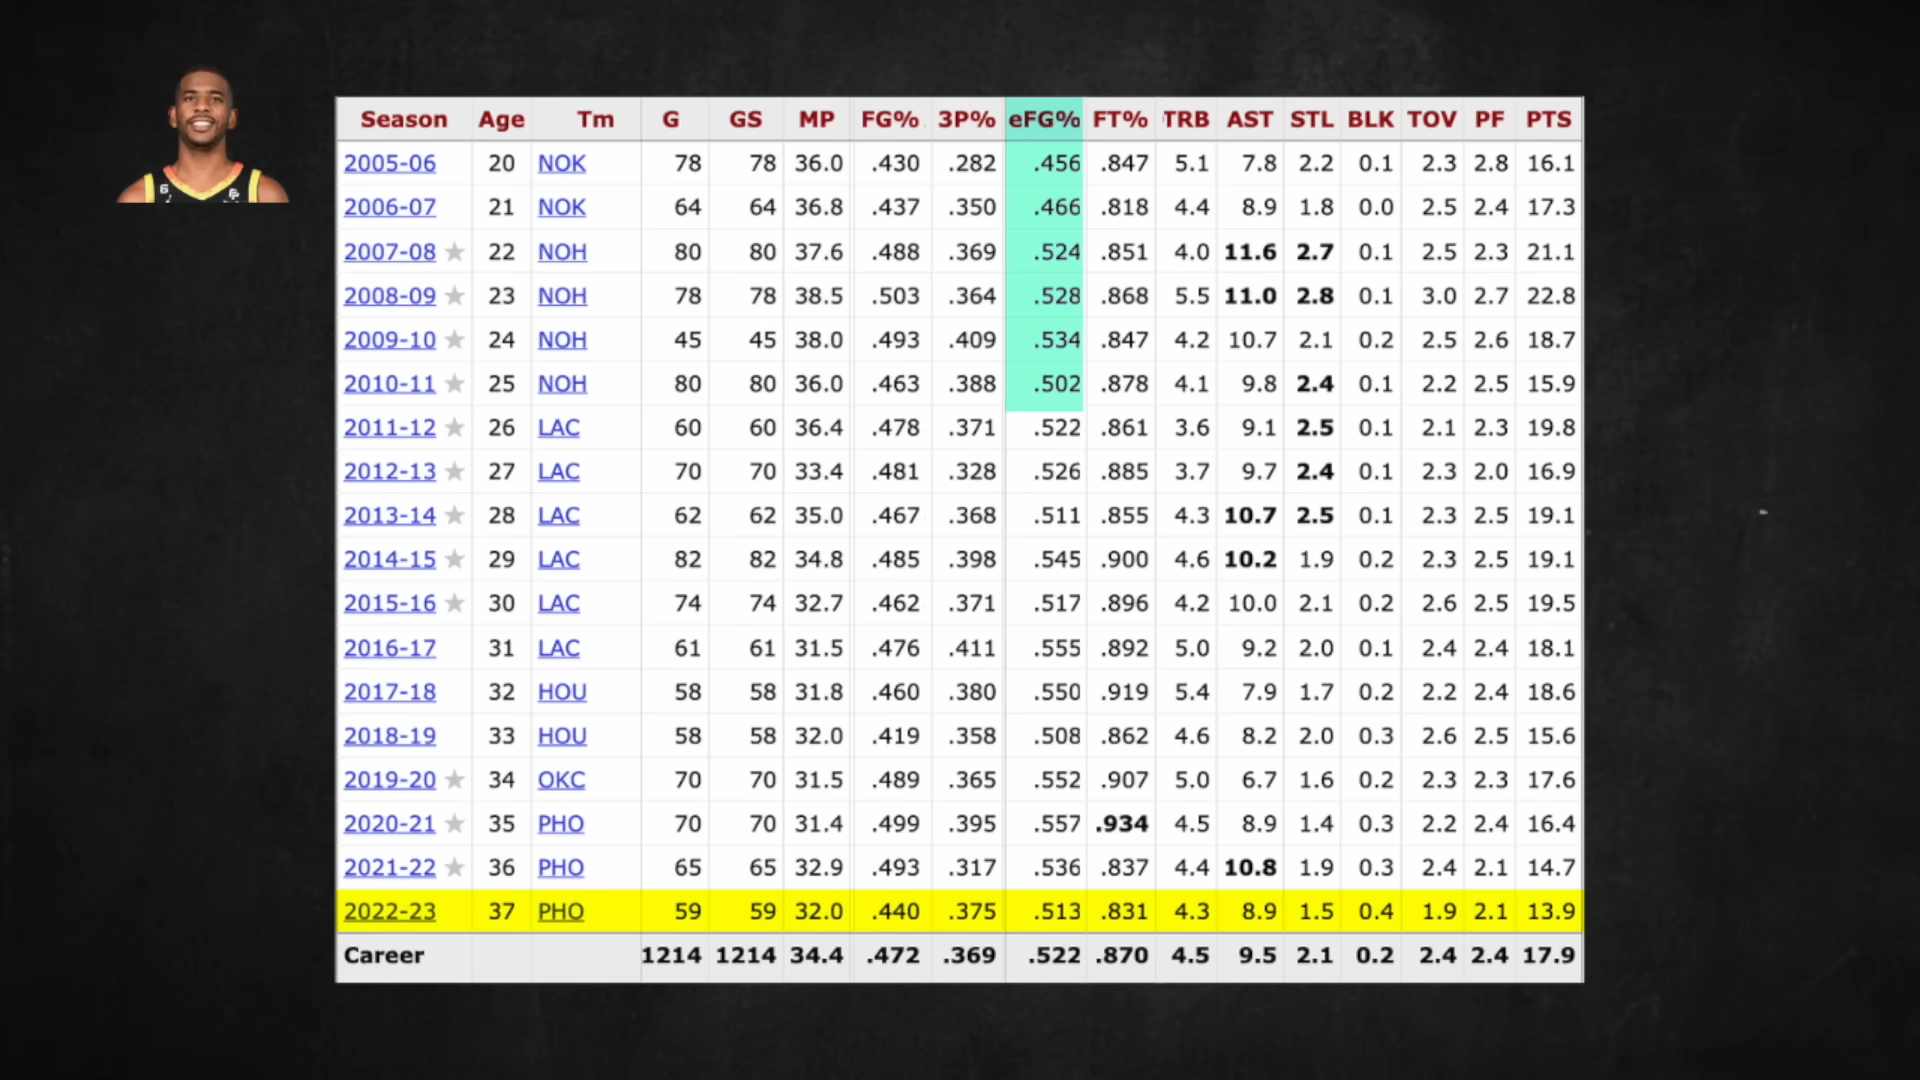 Season Age Tm G GS MP FG% 3P% eFG% FT% TRB AST STL BLK TOV PF PTS
2005-06 20 NOK 78 78 36.0 .430 .282 .456 .847 5.1 7.8 2.2 0.1 2.3 2.8 16.1
2006-07 21 NOK 64 64 36.8 .437 .350 .466 .818 4.4 8.9 1.8 0.0 2.5 2.4 17.3
2007-08 ★ 22 NOH 80 80 37.6 .488 .369 .524 .851 4.0 11.6 2.7 0.1 2.5 2.3 21.1
2008-09 ★ 23 NOH 78 78 38.5 .503 .364 .528 .868 5.5 11.0 2.8 0.1 3.0 2.7 22.8
2009-10 ★ 24 NOH 45 45 38.0 .493 .409 .534 .847 4.2 10.7 2.1 0.2 2.5 2.6 18.7
2010-11 ★ 25 NOH 80 80 36.0 .463 .388 .502 .878 4.1 9.8 2.4 0.1 2.2 2.5 15.9
2011-12 ★ 26 LAC 60 60 36.4 .478 .371 .522 .861 3.6 9.1 2.5 0.1 2.1 2.3 19.8
2012-13 ★ 27 LAC 70 70 33.4 .481 .328 .526 .885 3.7 9.7 2.4 0.1 2.3 2.0 16.9
2013-14 ★ 28 LAC 62 62 35.0 .467 .368 .511 .855 4.3 10.7 2.5 0.1 2.3 2.5 19.1
2014-15 ★ 29 LAC 82 82 34.8 .485 .398 .545 .900 4.6 10.2 1.9 0.2 2.3 2.5 19.1
2015-16 ★ 30 LAC 74 74 32.7 .462 .371 .517 .896 4.2 10.0 2.1 0.2 2.6 2.5 19.5
2016-17 31 LAC 61 61 31.5 .476 .411 .555 .892 5.0 9.2 2.0 0.1 2.4 2.4 18.1
2017-18 32 HOU 58 58 31.8 .460 .380 .550 .919 5.4 7.9 1.7 0.2 2.2 2.4 18.6
2018-19 33 HOU 58 58 32.0 .419 .358 .508 .862 4.6 8.2 2.0 0.3 2.6 2.5 15.6
2019-20 ★ 34 OKC 70 70 31.5 .489 .365 .552 .907 5.0 6.7 1.6 0.2 2.3 2.3 17.6
2020-21 ★ 35 PHO 70 70 31.4 .499 .395 .557 .934 4.5 8.9 1.4 0.3 2.2 2.4 16.4
2021-22 ★ 36 PHO 65 65 32.9 .493 .317 .536 .837 4.4 10.8 1.9 0.3 2.4 2.1 14.7
2022-23 37 PHO 59 59 32.0 .440 .375 .513 .831 4.3 8.9 1.5 0.4 1.9 2.1 13.9
Career 1214 1214 34.4 .472 .369 .522 .870 4.5 9.5 2.1 0.2 2.4 2.4 17.9